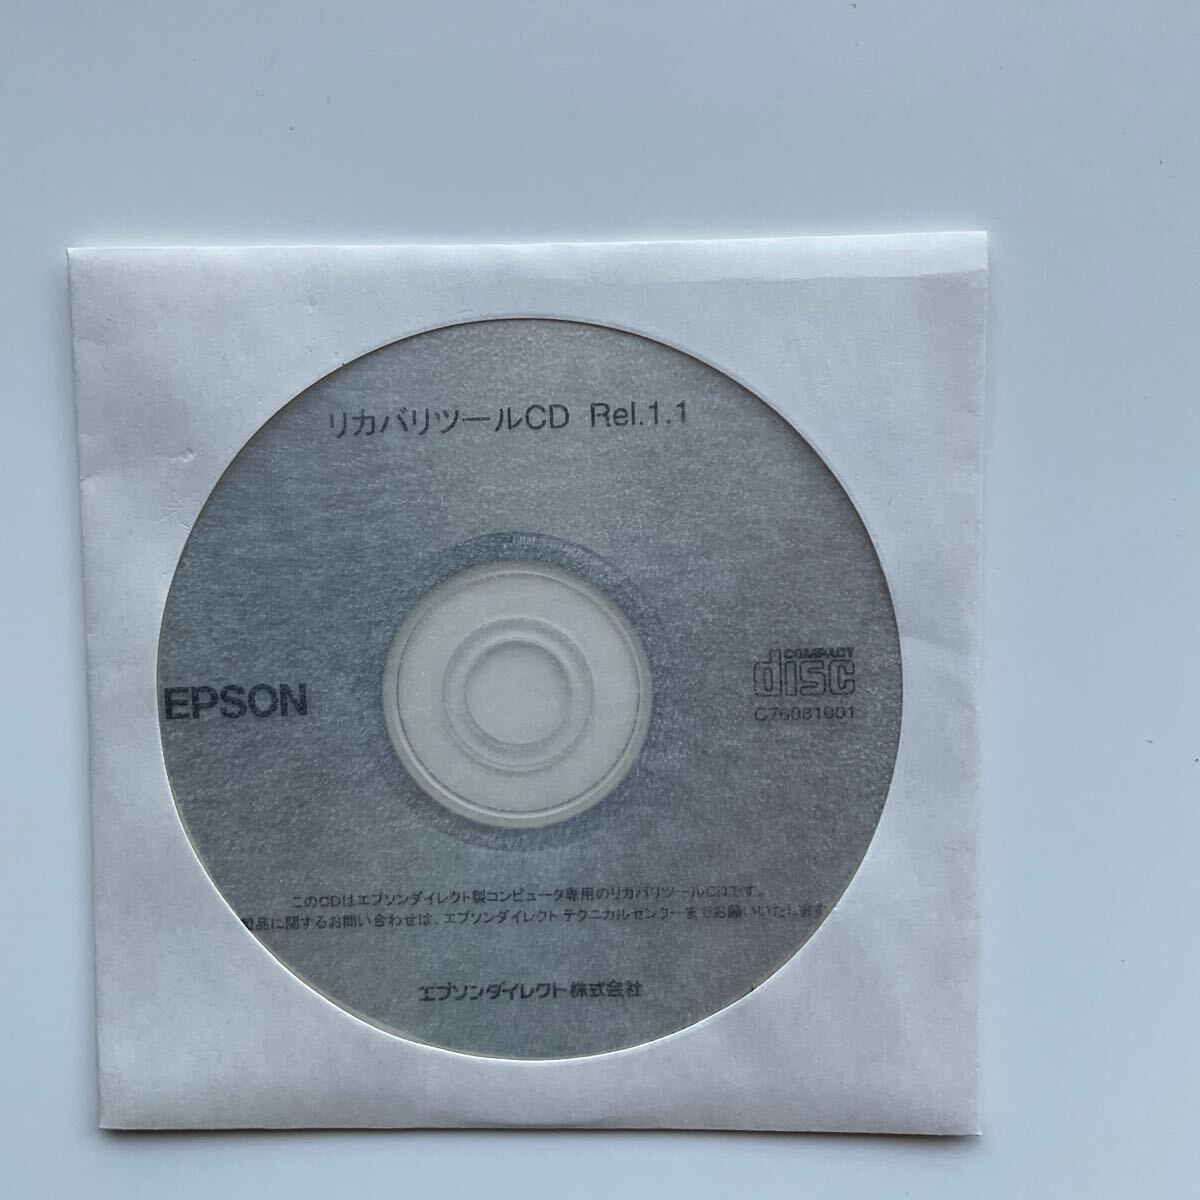 リカバリツールCD Rel.1.1
EPSON
COMPACT
disc
C76081001
このCDはエプソンダイレクト製コンピュータ専用のリカバリツールCDです。
製品に関するお問い合わせは、エプソンダイレクト テクニカルセンターまでお願いいたします
エプソンダイレクト株式会社